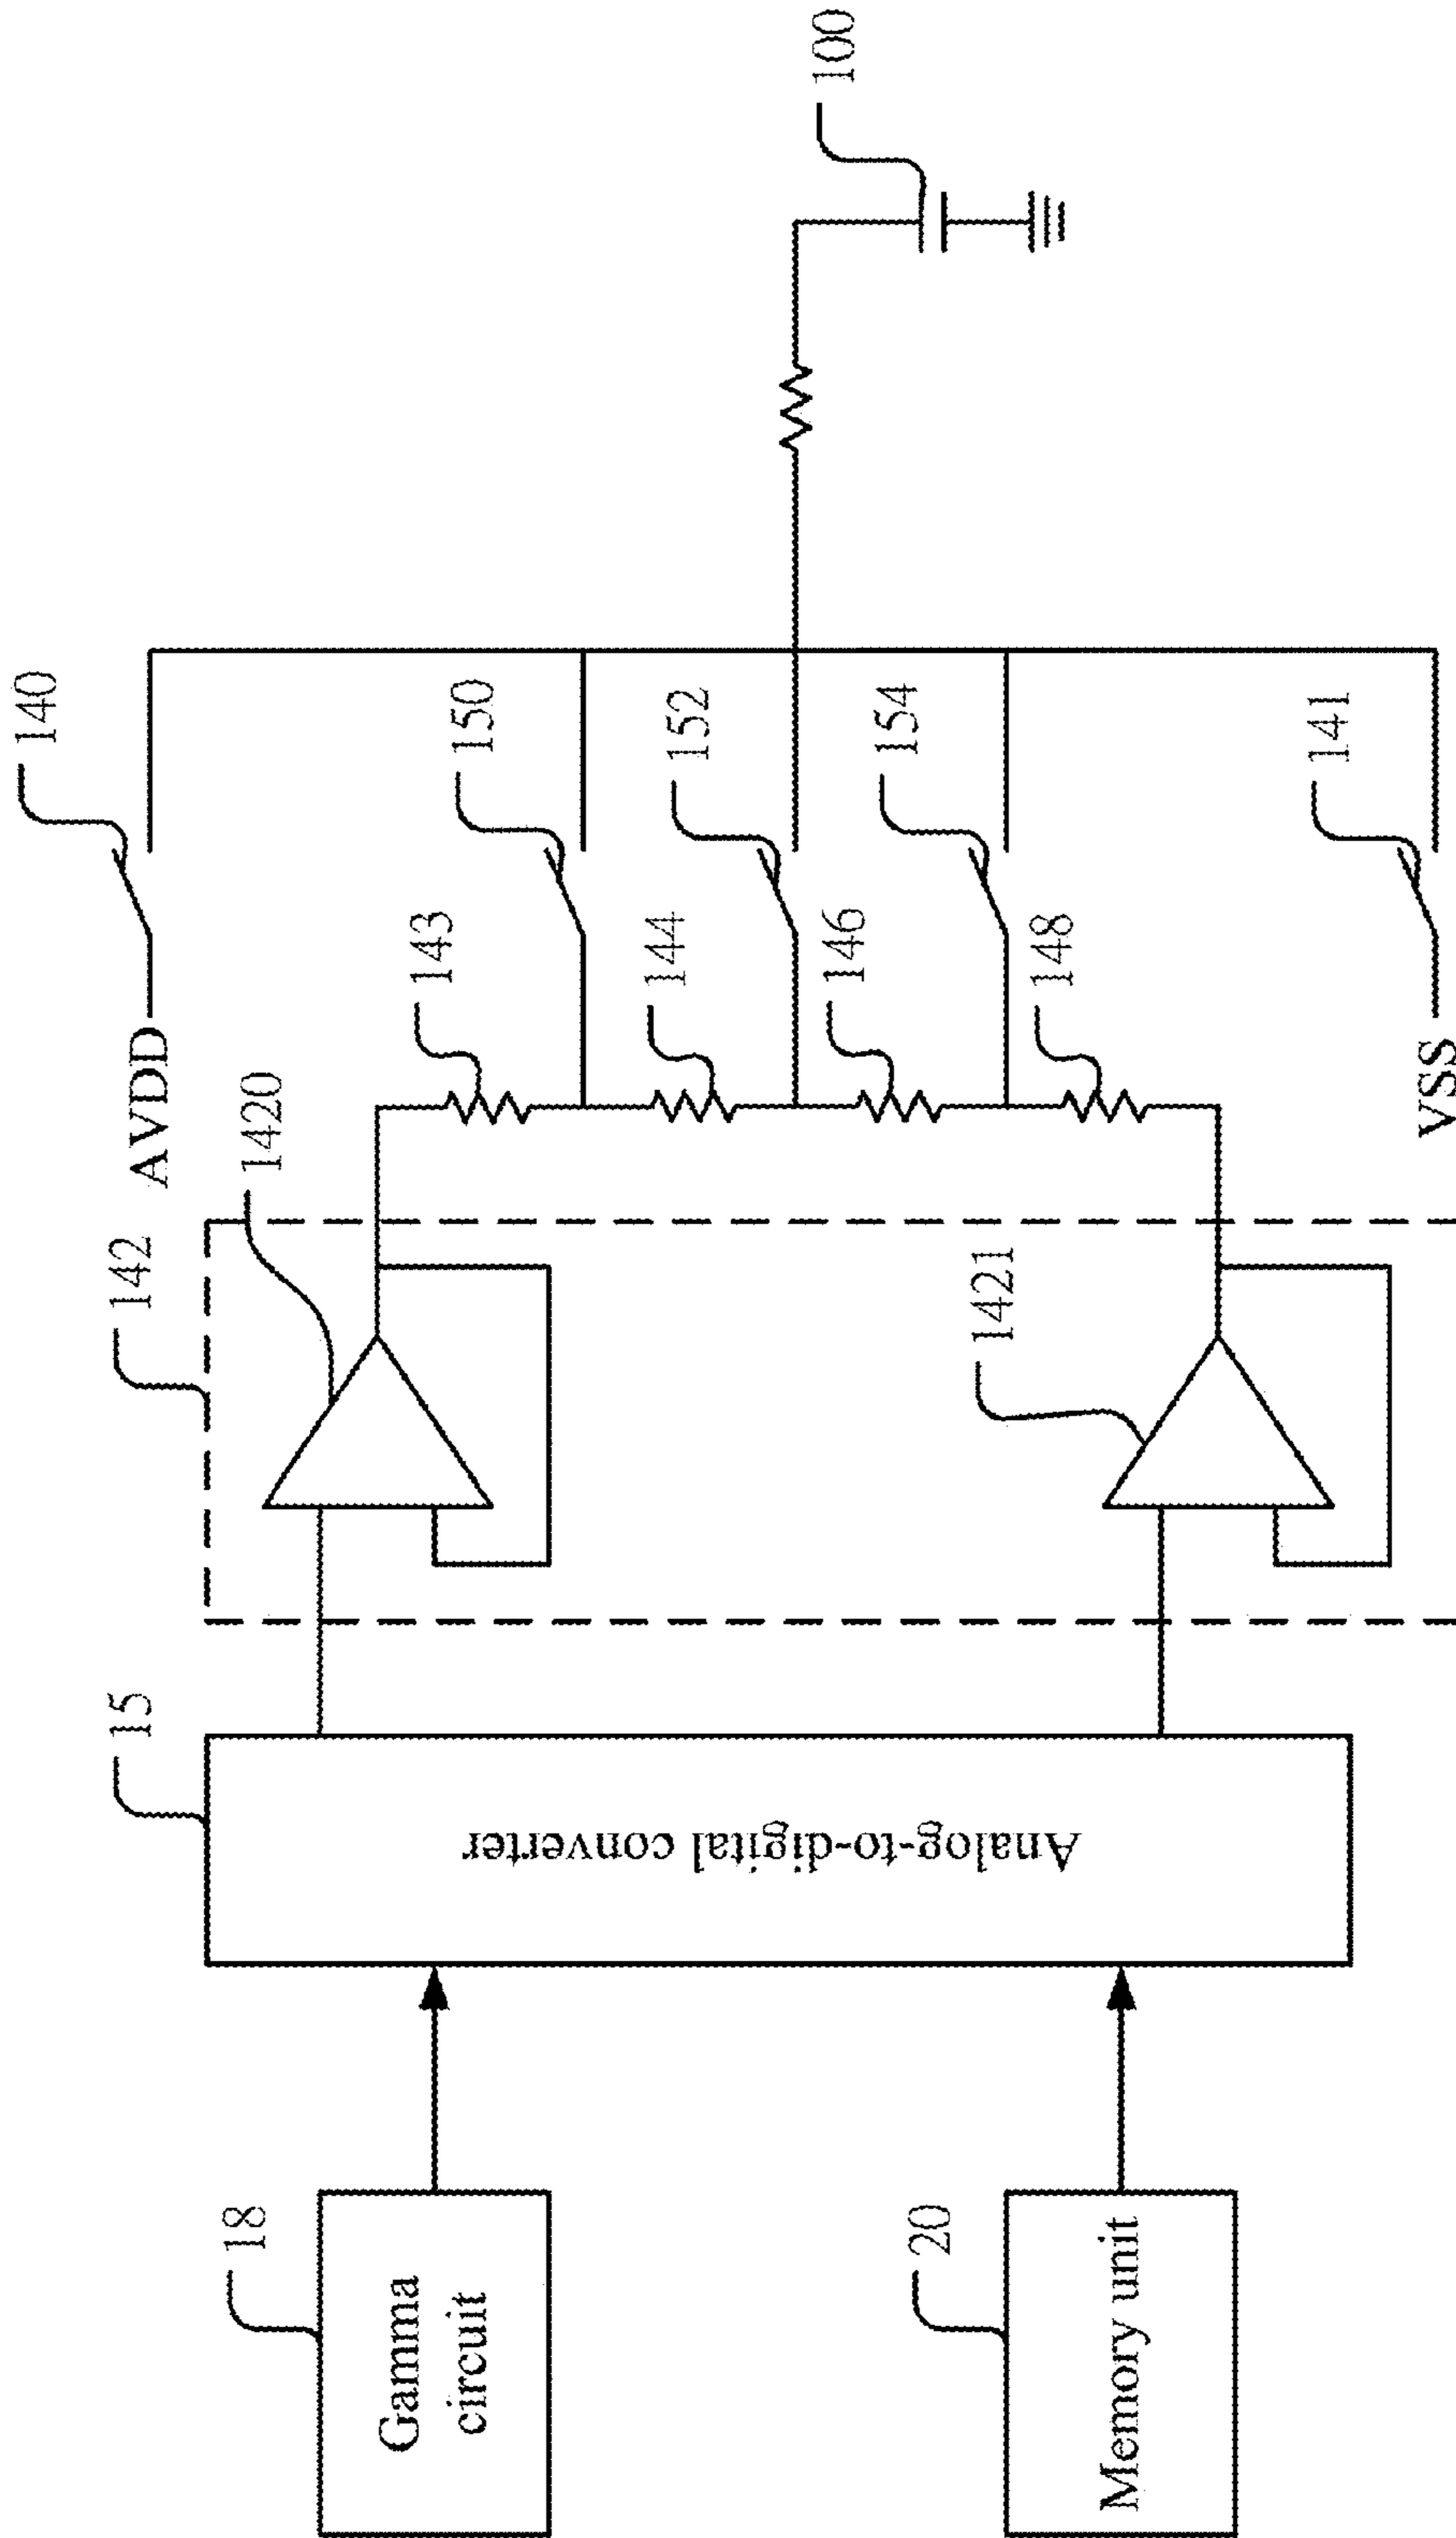 18
Gamma
circuit
20
Memory unit
15
Analog-to-digital converter
142
1420
1421
AVDD
140
143
150
144
152
146
154
148
VSS
141
100